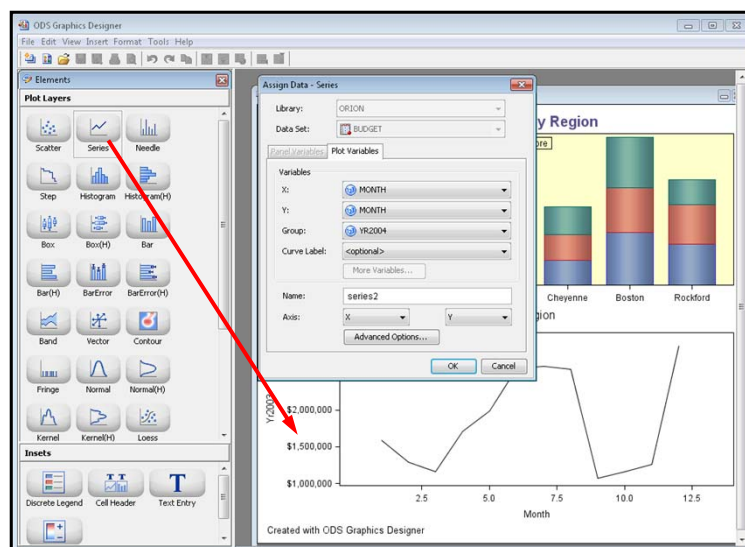 ODS Graphics Designer
File Edit View Insert Format Tools Help
Elements
Plot Layers
Scatter Series Needle
Step Histogram Histogram(H)
Box Box(H) Bar
Bar(H) BarError BarError(H)
Band Vector Contour
Fringe Normal Normal(H)
Kernel Kernel(H) Loess
Insets
Discrete Legend Cell Header Text Entry
Assign Data - Series
Library: ORION
Data Set: BUDGET
Panel Variables Plot Variables
Variables
X: MONTH
Y: MONTH
Group: YR2004
Curve Label: <optional>
More Variables...
Name: series2
Axis: X Y
Advanced Options...
OK Cancel
y Region
ore
Cheyenne Boston Rockford
gion
Yr2003
$2,000,000
$1,500,000
$1,000,000
2.5 5.0 7.5 10.0 12.5
Month
Created with ODS Graphics Designer